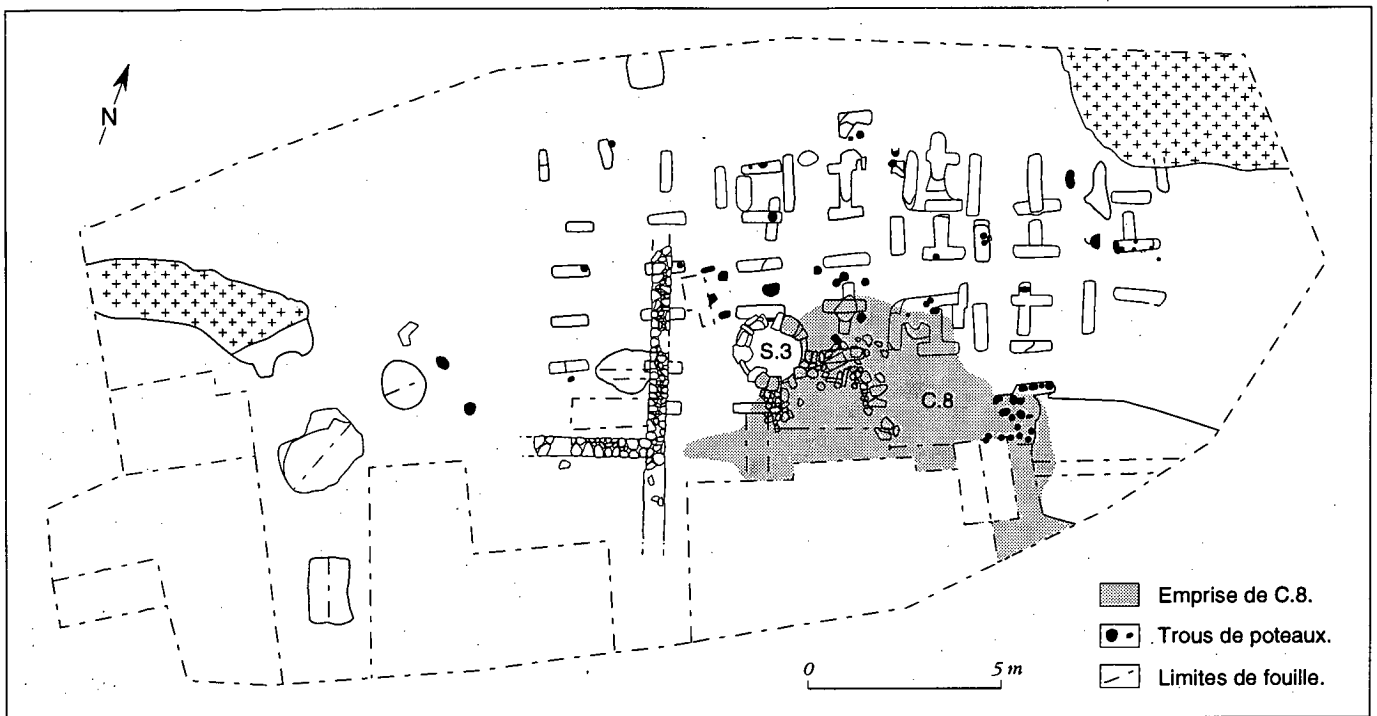 N
S.3
C.8
Emprise de C.8.
Trous de poteaux.
Limites de fouille.
0 5 m